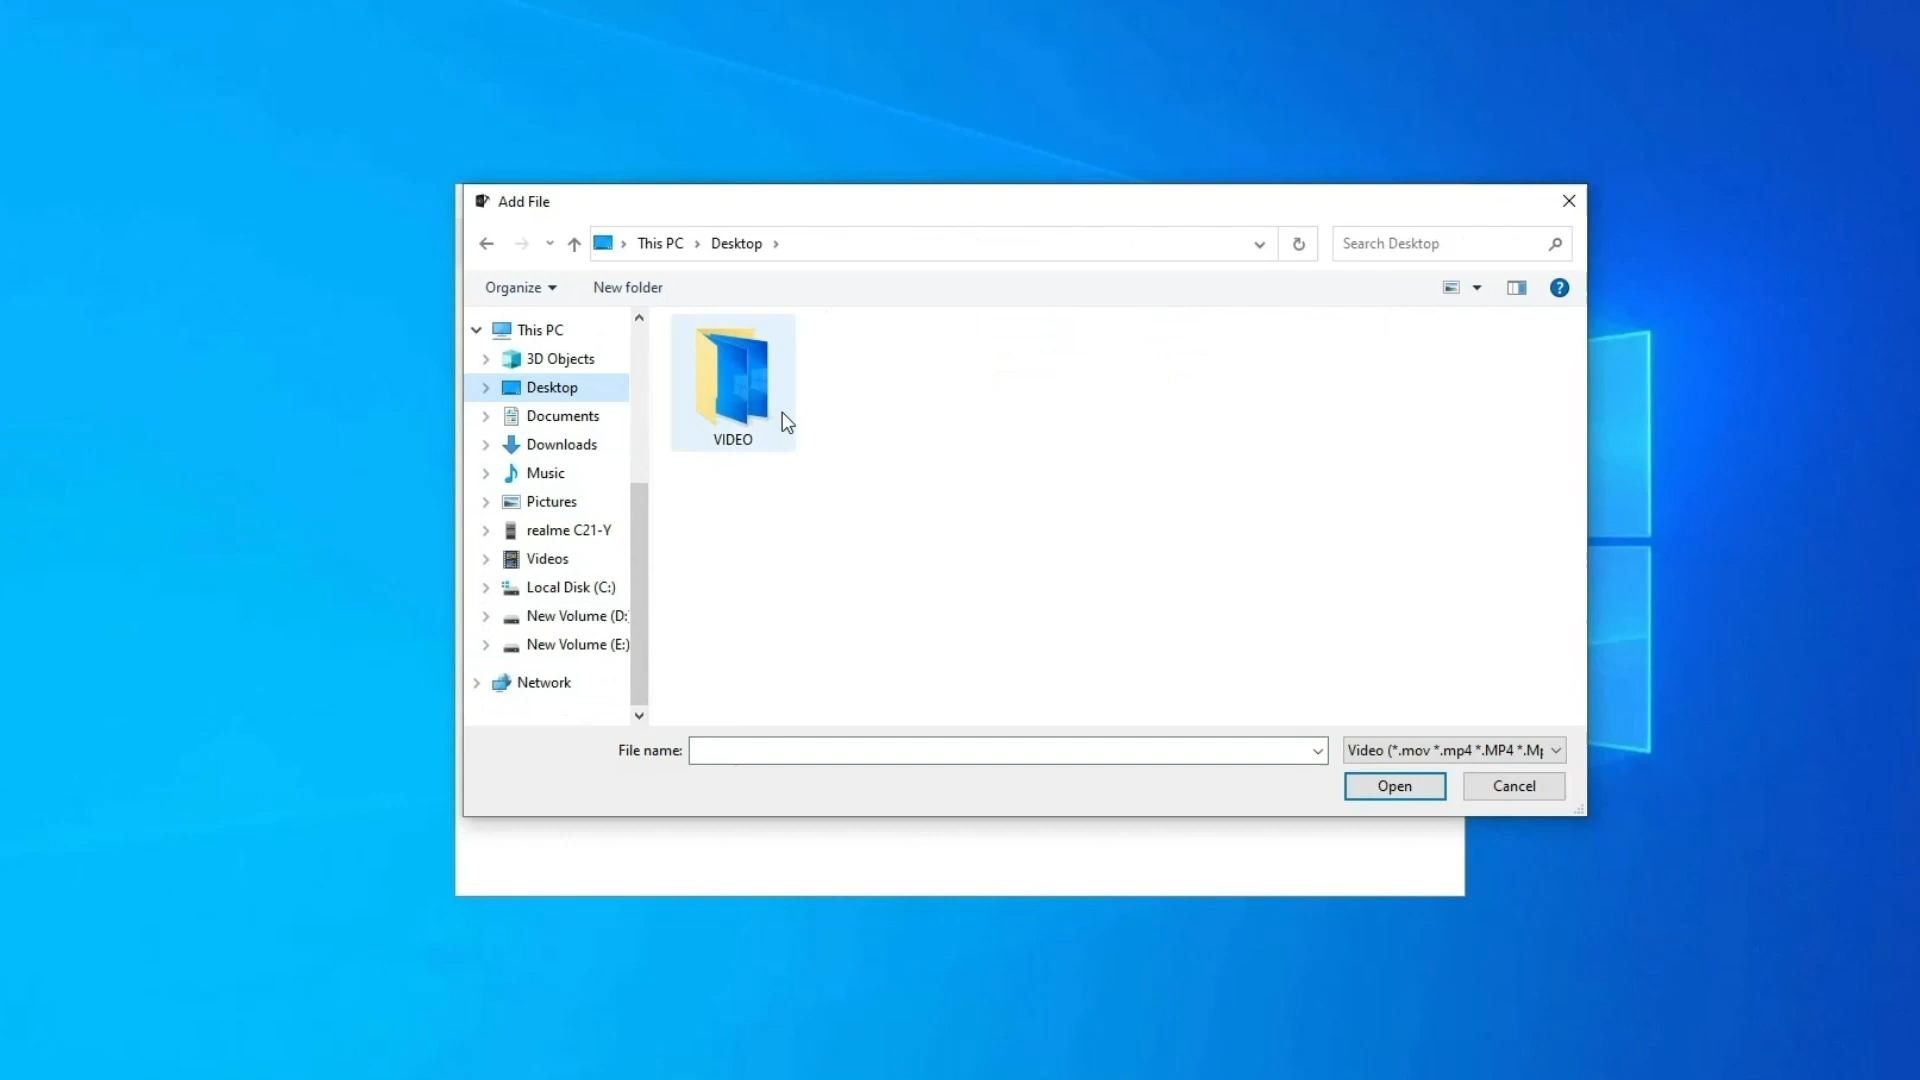 Add File
This PC
Desktop
Search Desktop
Organize
New folder
This PC
3D Objects
Desktop
Documents
Downloads
Music
Pictures
realme C21-Y
Videos
Local Disk (C:)
New Volume (D:
New Volume (E:)
Network
VIDEO
File name:
Video (*.mov *.mp4 *.MP4 *.Mp
Open
Cancel